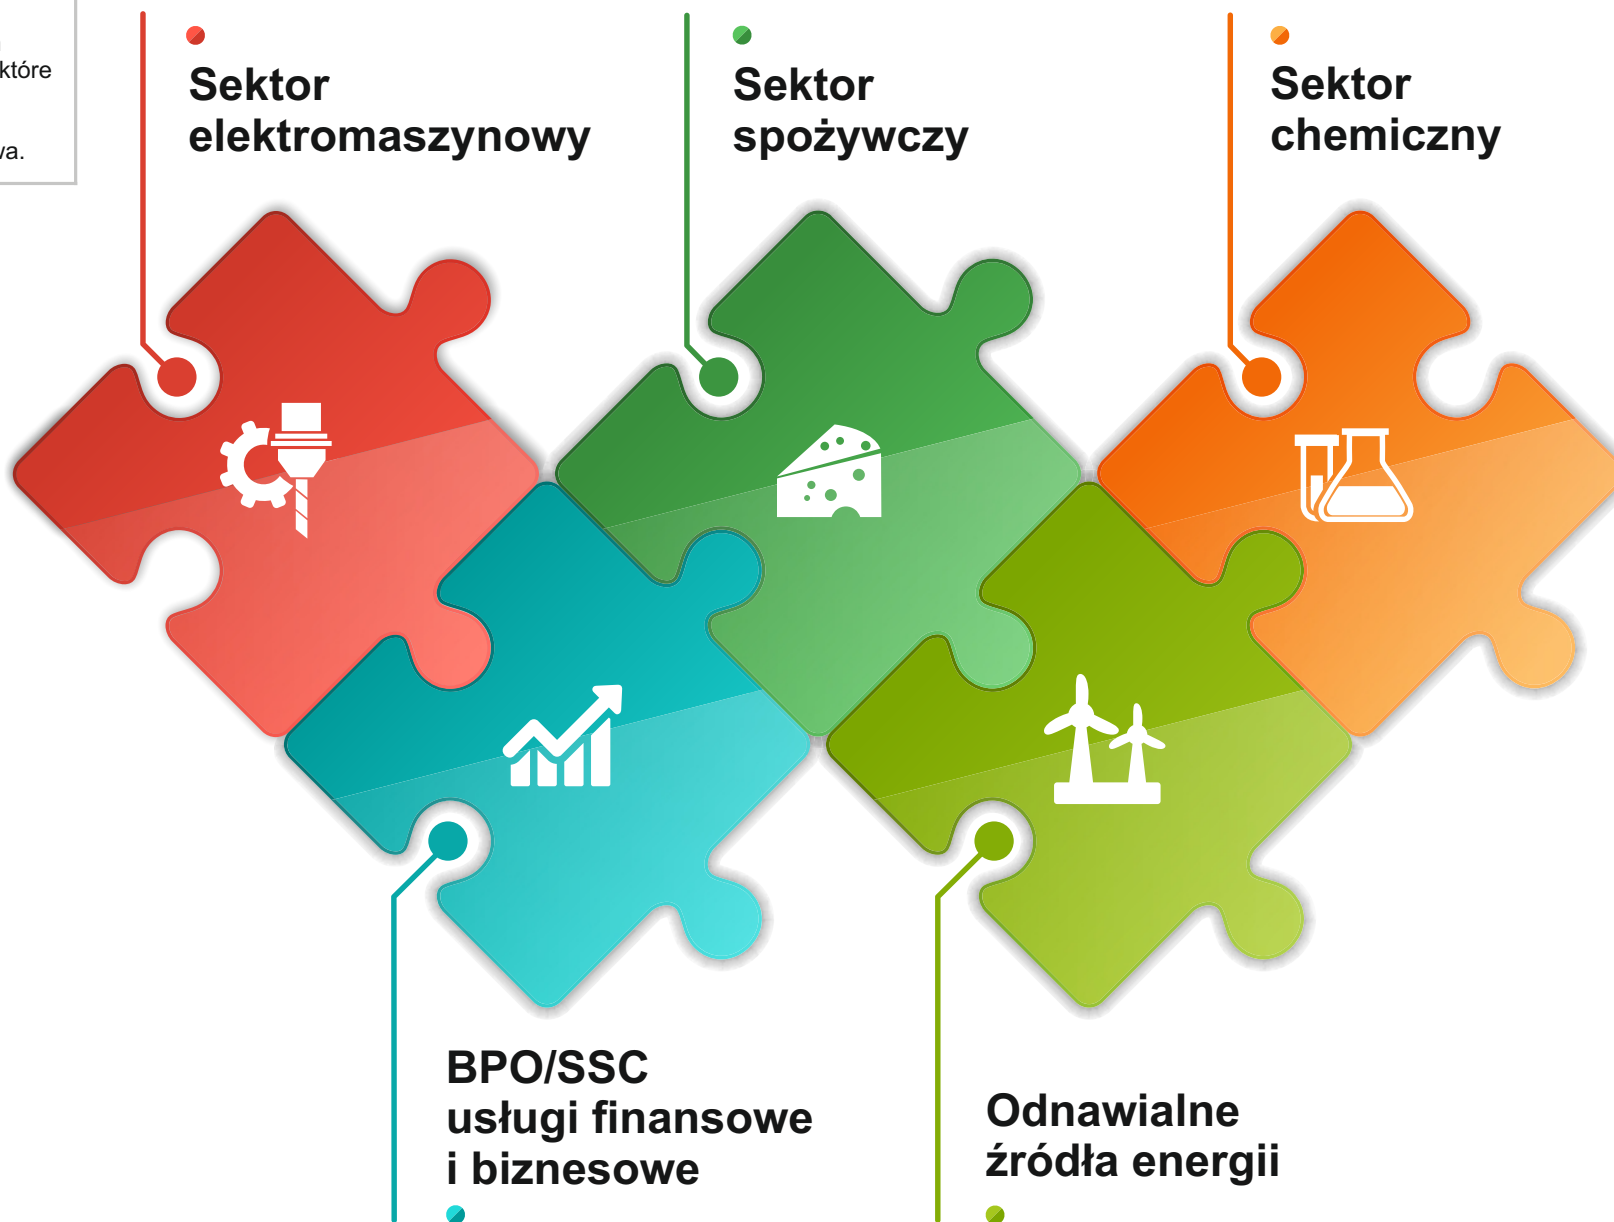 które
Sektor
elektromaszynowy
Sektor
spożywczy
Sektor
chemiczny
BPO/SSC
usługi finansowe
i biznesowe
Odnawialne
źródła energii